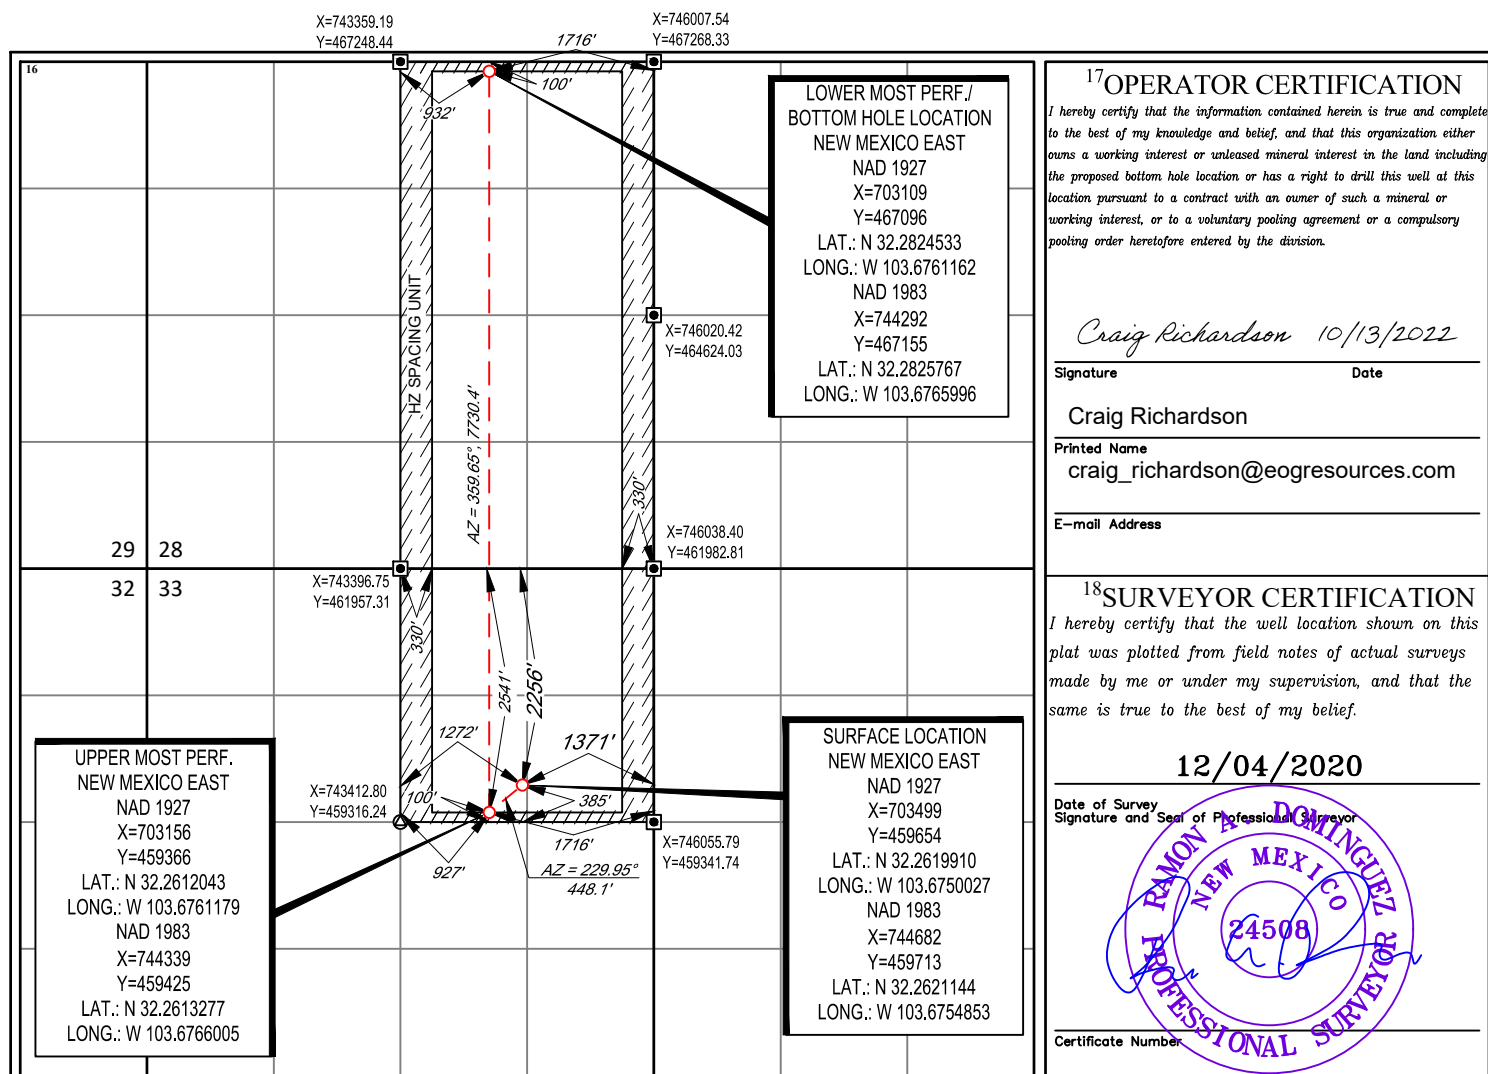 X=743359.19
Y=467248.44
X=746007.54
Y=467268.33
1716'
16
100'
932'
LOWER MOST PERF./
BOTTOM HOLE LOCATION
NEW MEXICO EAST
NAD 1927
X=703109
Y=467096
LAT.: N 32.2824533
LONG.: W 103.6761162
NAD 1983
X=744292
Y=467155
LAT.: N 32.2825767
LONG.: W 103.6765996
HZ SPACING UNIT
AZ = 359.65°, 7730.4'
X=746020.42
Y=464624.03
330'
X=746038.40
Y=461982.81
29 28
32 33
X=743396.75
Y=461957.31
330'
2541'
2256'
1272'
1371'
X=743412.80
Y=459316.24
100'
385'
1716'
927'
AZ = 229.95°
448.1'
X=746055.79
Y=459341.74
UPPER MOST PERF.
NEW MEXICO EAST
NAD 1927
X=703156
Y=459366
LAT.: N 32.2612043
LONG.: W 103.6761179
NAD 1983
X=744339
Y=459425
LAT.: N 32.2613277
LONG.: W 103.6766005
SURFACE LOCATION
NEW MEXICO EAST
NAD 1927
X=703499
Y=459654
LAT.: N 32.2619910
LONG.: W 103.6750027
NAD 1983
X=744682
Y=459713
LAT.: N 32.2621144
LONG.: W 103.6754853
17OPERATOR CERTIFICATION
I hereby certify that the information contained herein is true and complete
to the best of my knowledge and belief, and that this organization either
owns a working interest or unleased mineral interest in the land including
the proposed bottom hole location or has a right to drill this well at this
location pursuant to a contract with an owner of such a mineral or
working interest, or to a voluntary pooling agreement or a compulsory
pooling order heretofore entered by the division.
Craig Richardson 10/13/2022
Signature Date
Craig Richardson
Printed Name
craig_richardson@eogresources.com
E-mail Address
18SURVEYOR CERTIFICATION
I hereby certify that the well location shown on this
plat was plotted from field notes of actual surveys
made by me or under my supervision, and that the
same is true to the best of my belief.
12/04/2020
Date of Survey
Signature and Seal of Professional Surveyor
RAMON A. DOMINGUEZ
NEW MEXICO
24508
PROFESSIONAL SURVEYOR
Certificate Number